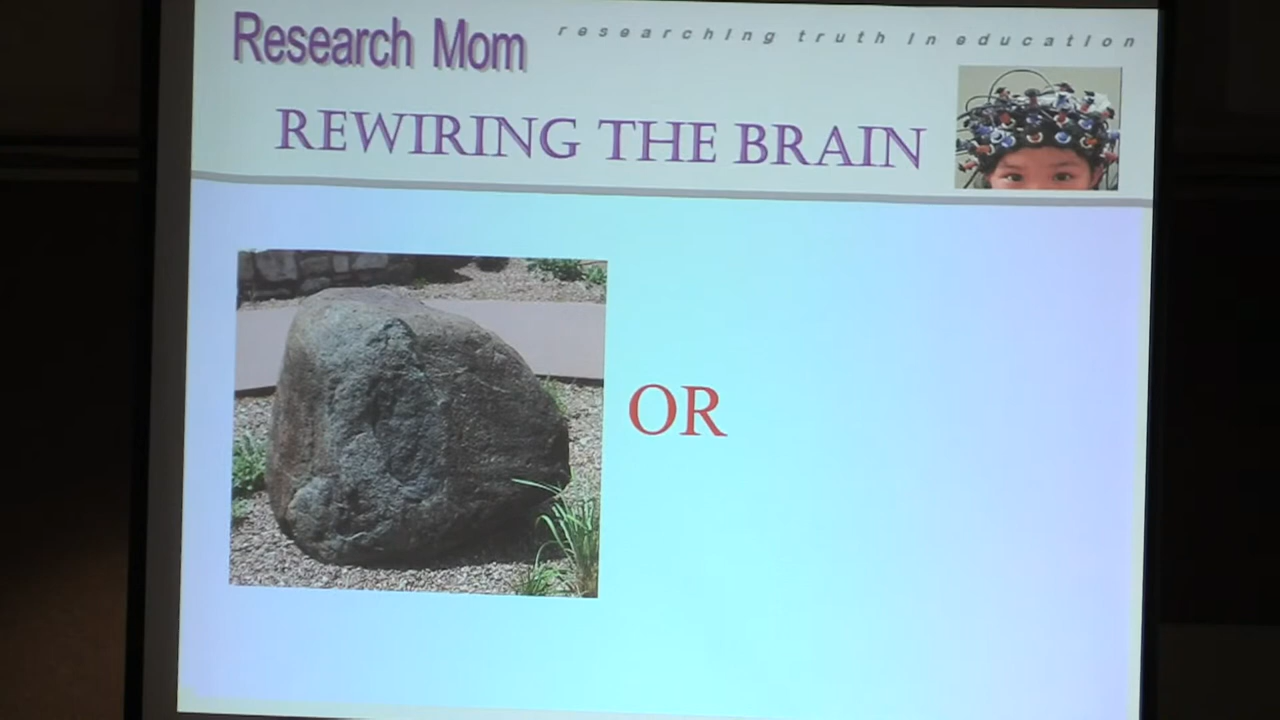 Research Mom
researching truth in education
REWIRING THE BRAIN
OR